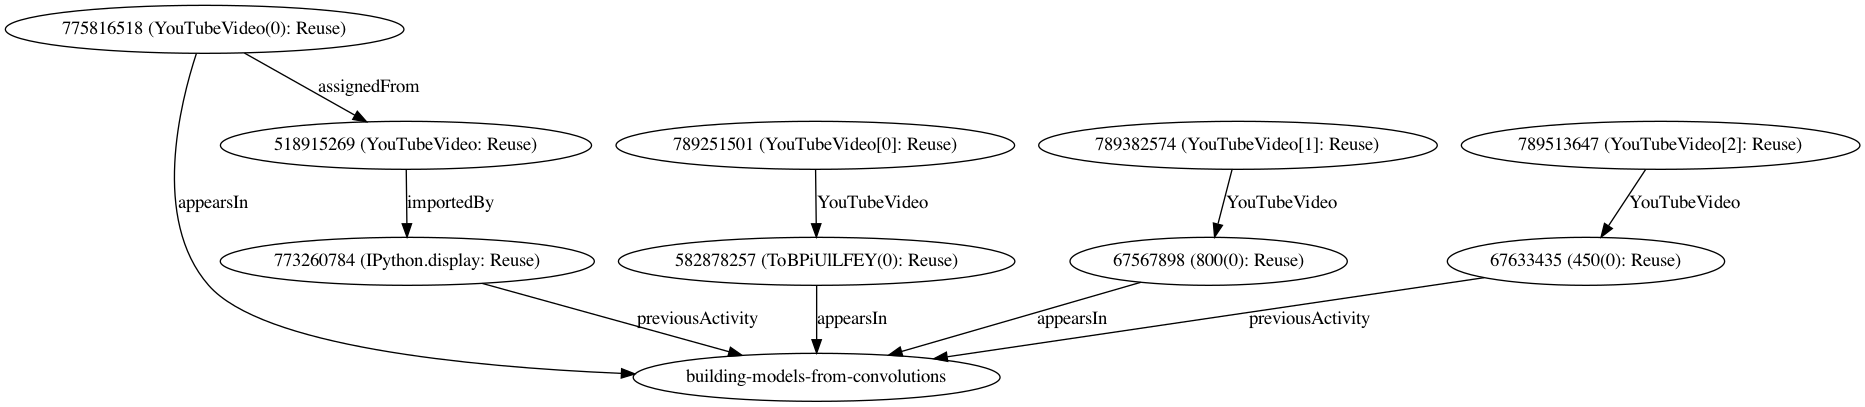 775816518 (YouTubeVideo(0): Reuse)
assignedFrom
518915269 (YouTubeVideo: Reuse)
789251501 (YouTubeVideo[0]: Reuse)
789382574 (YouTubeVideo[1]: Reuse)
789513647 (YouTubeVideo[2]: Reuse)
appearsIn
importedBy
YouTubeVideo
YouTubeVideo
YouTubeVideo
773260784 (IPython.display: Reuse)
582878257 (ToBPiUlLFEY(0): Reuse)
67567898 (800(0): Reuse)
67633435 (450(0): Reuse)
previousActivity
appearsIn
appearsIn
previousActivity
building-models-from-convolutions